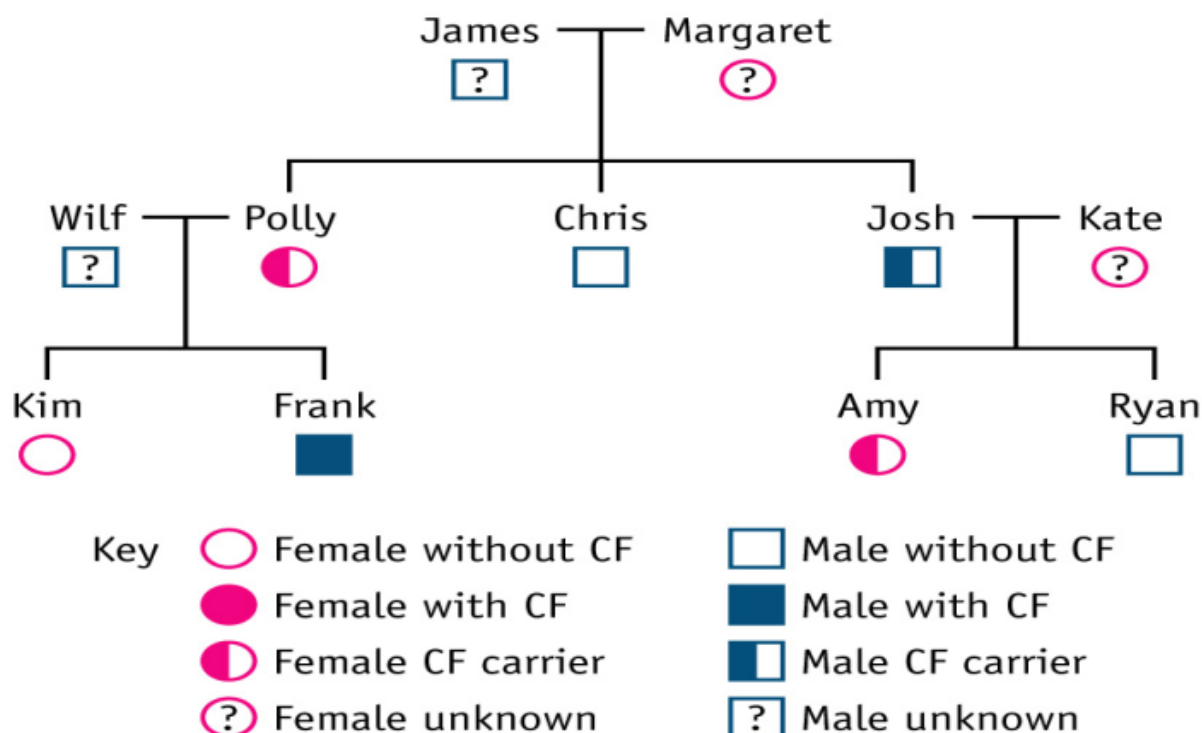 James Margaret
? ?
Wilf Polly Chris Josh Kate
? ?
Kim Frank Amy Ryan
Key Female without CF Male without CF
Female with CF Male with CF
Female CF carrier Male CF carrier
? Female unknown ? Male unknown